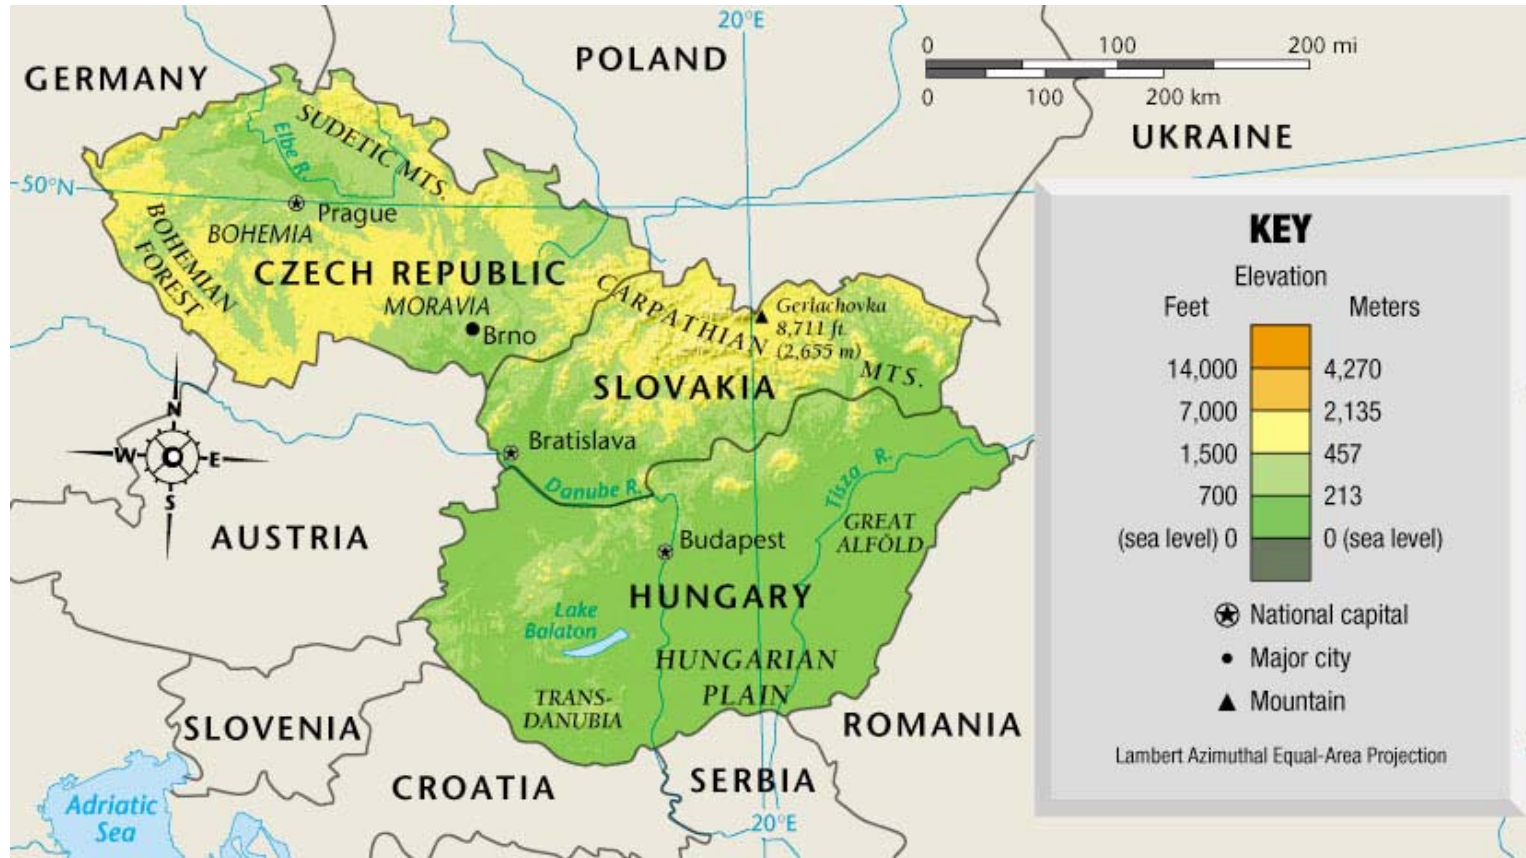 20°E
POLAND
GERMANY
0 100 200 mi
0 100 200 km
UKRAINE
SUDETIC MTS.
Elbe R.
50°N
Prague
BOHEMIA
BOHEMIAN
FOREST
CZECH REPUBLIC
MORAVIA
Brno
CARPATHIAN MTS.
Gerlachovka
8,711 ft
(2,655 m)
SLOVAKIA
N
W E
S
Bratislava
Danube R.
Tisza R.
AUSTRIA
GREAT
ALFÖLD
Budapest
HUNGARY
Lake
Balaton
HUNGARIAN
PLAIN
TRANS-
DANUBIA
SLOVENIA
ROMANIA
CROATIA
SERBIA
Adriatic
Sea
20°E
KEY
Elevation
Feet Meters
14,000 4,270
7,000 2,135
1,500 457
700 213
(sea level) 0 0 (sea level)
National capital
Major city
Mountain
Lambert Azimuthal Equal-Area Projection